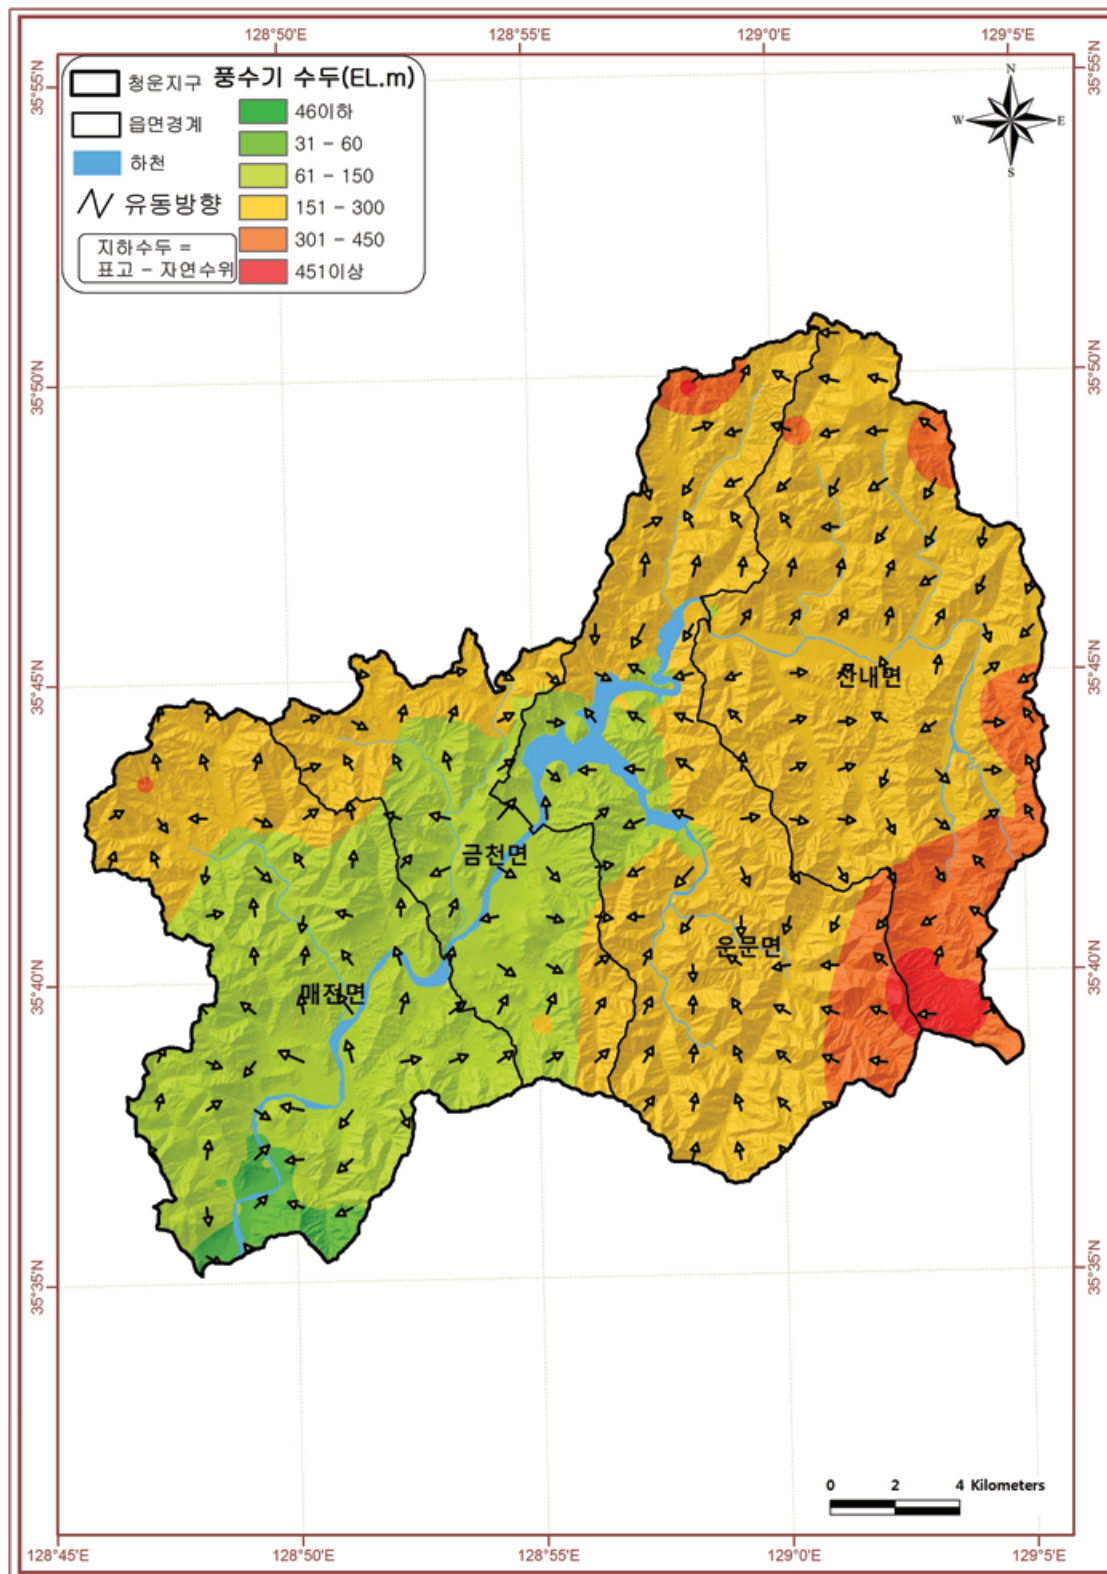 128°50'E 128°55'E 129°0'E 129°5'E
35°55'N 35°55'N
청운지구
읍면경계
하천
유동방향
지하수두 =
표고 - 자연수위
풍수기 수두(EL.m)
46이하
31 - 60
61 - 150
151 - 300
301 - 450
451이상
N
W E
S
35°50'N 35°50'N
35°45'N 35°45'N
산내면
금천면
운문면
매전면
35°40'N 35°40'N
35°35'N 35°35'N
0 2 4 Kilometers
128°45'E 128°50'E 128°55'E 129°0'E 129°5'E